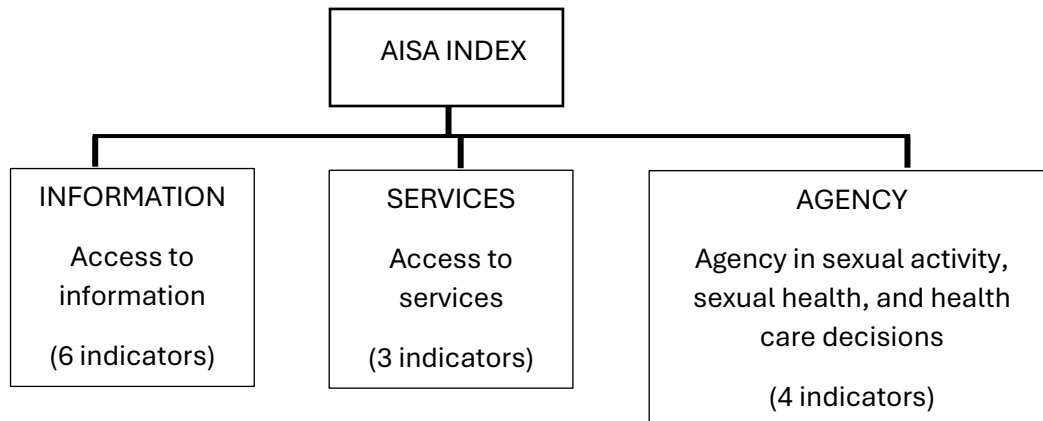 AISA INDEX
INFORMATION
Access to
information
(6 indicators)
SERVICES
Access to
services
(3 indicators)
AGENCY
Agency in sexual activity,
sexual health, and health
care decisions
(4 indicators)